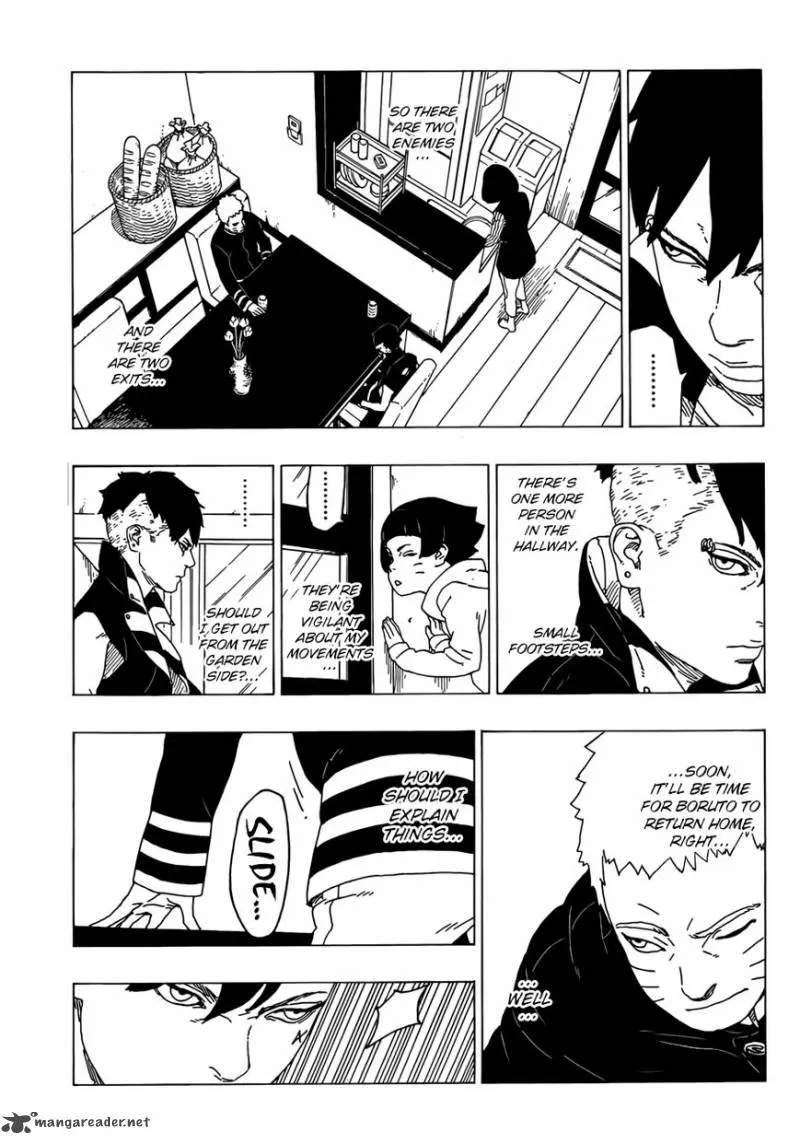 ..........
SO THERE
ARE TWO
ENEMIES
...
AND
THERE
ARE TWO
EXITS...
THERE'S
ONE MORE
PERSON
IN THE
HALLWAY.
SMALL
FOOTSTEPS...
.......
THEY'RE
BEING
VIGILANT
ABOUT MY
MOVEMENTS
...
.......
SHOULD
I GET OUT
FROM THE
GARDEN
SIDE?...
...SOON,
IT'LL BE TIME
FOR BORUTO TO
RETURN HOME,
RIGHT...
...
WELL
...
HOW
SHOULD I
EXPLAIN
THINGS...
SLIDE...
mangareader.net